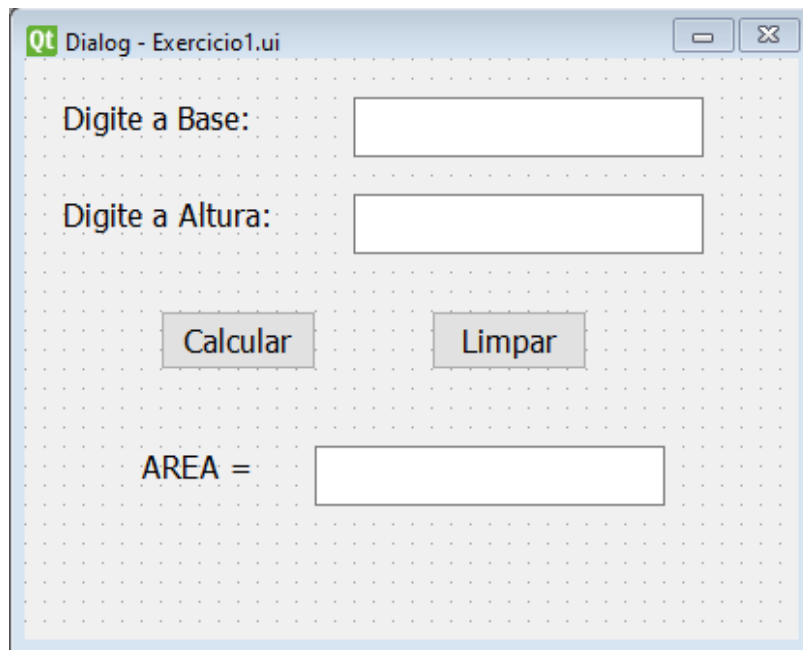 Qt Dialog - Exercicio1.ui
Digite a Base:
Digite a Altura:
Calcular Limpar
AREA =